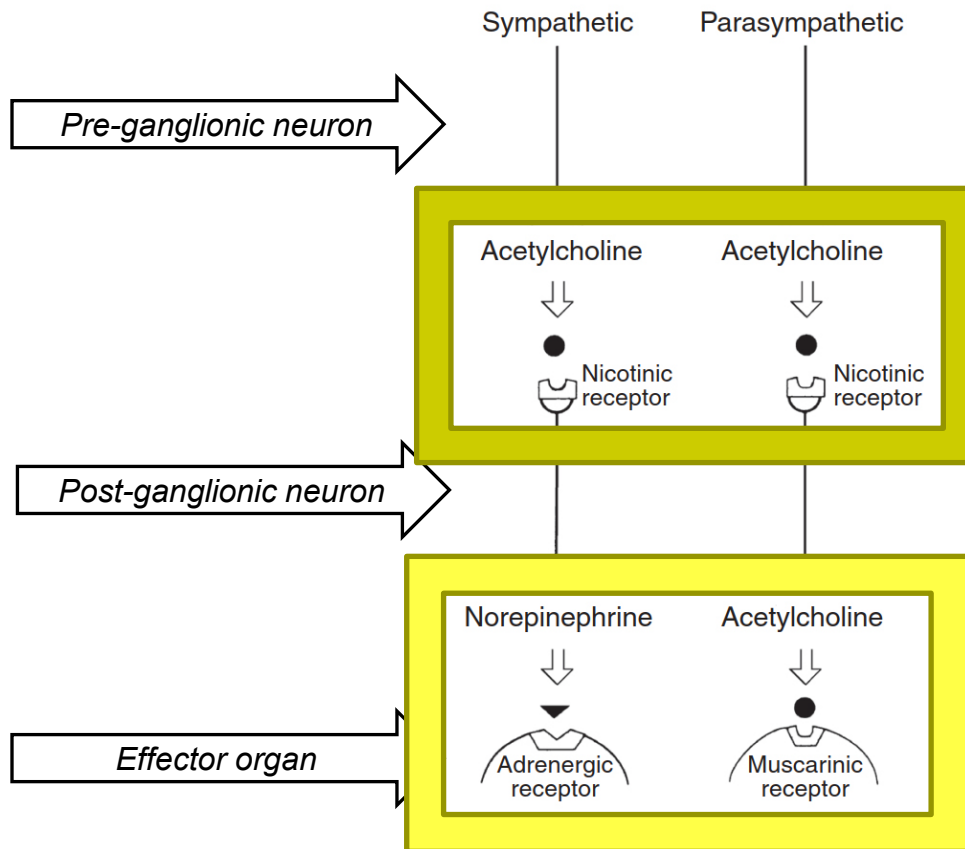 Sympathetic Parasympathetic
Pre-ganglionic neuron
Acetylcholine Acetylcholine
Nicotinic receptor
Nicotinic receptor
Post-ganglionic neuron
Norepinephrine Acetylcholine
Effector organ
Adrenergic receptor
Muscarinic receptor